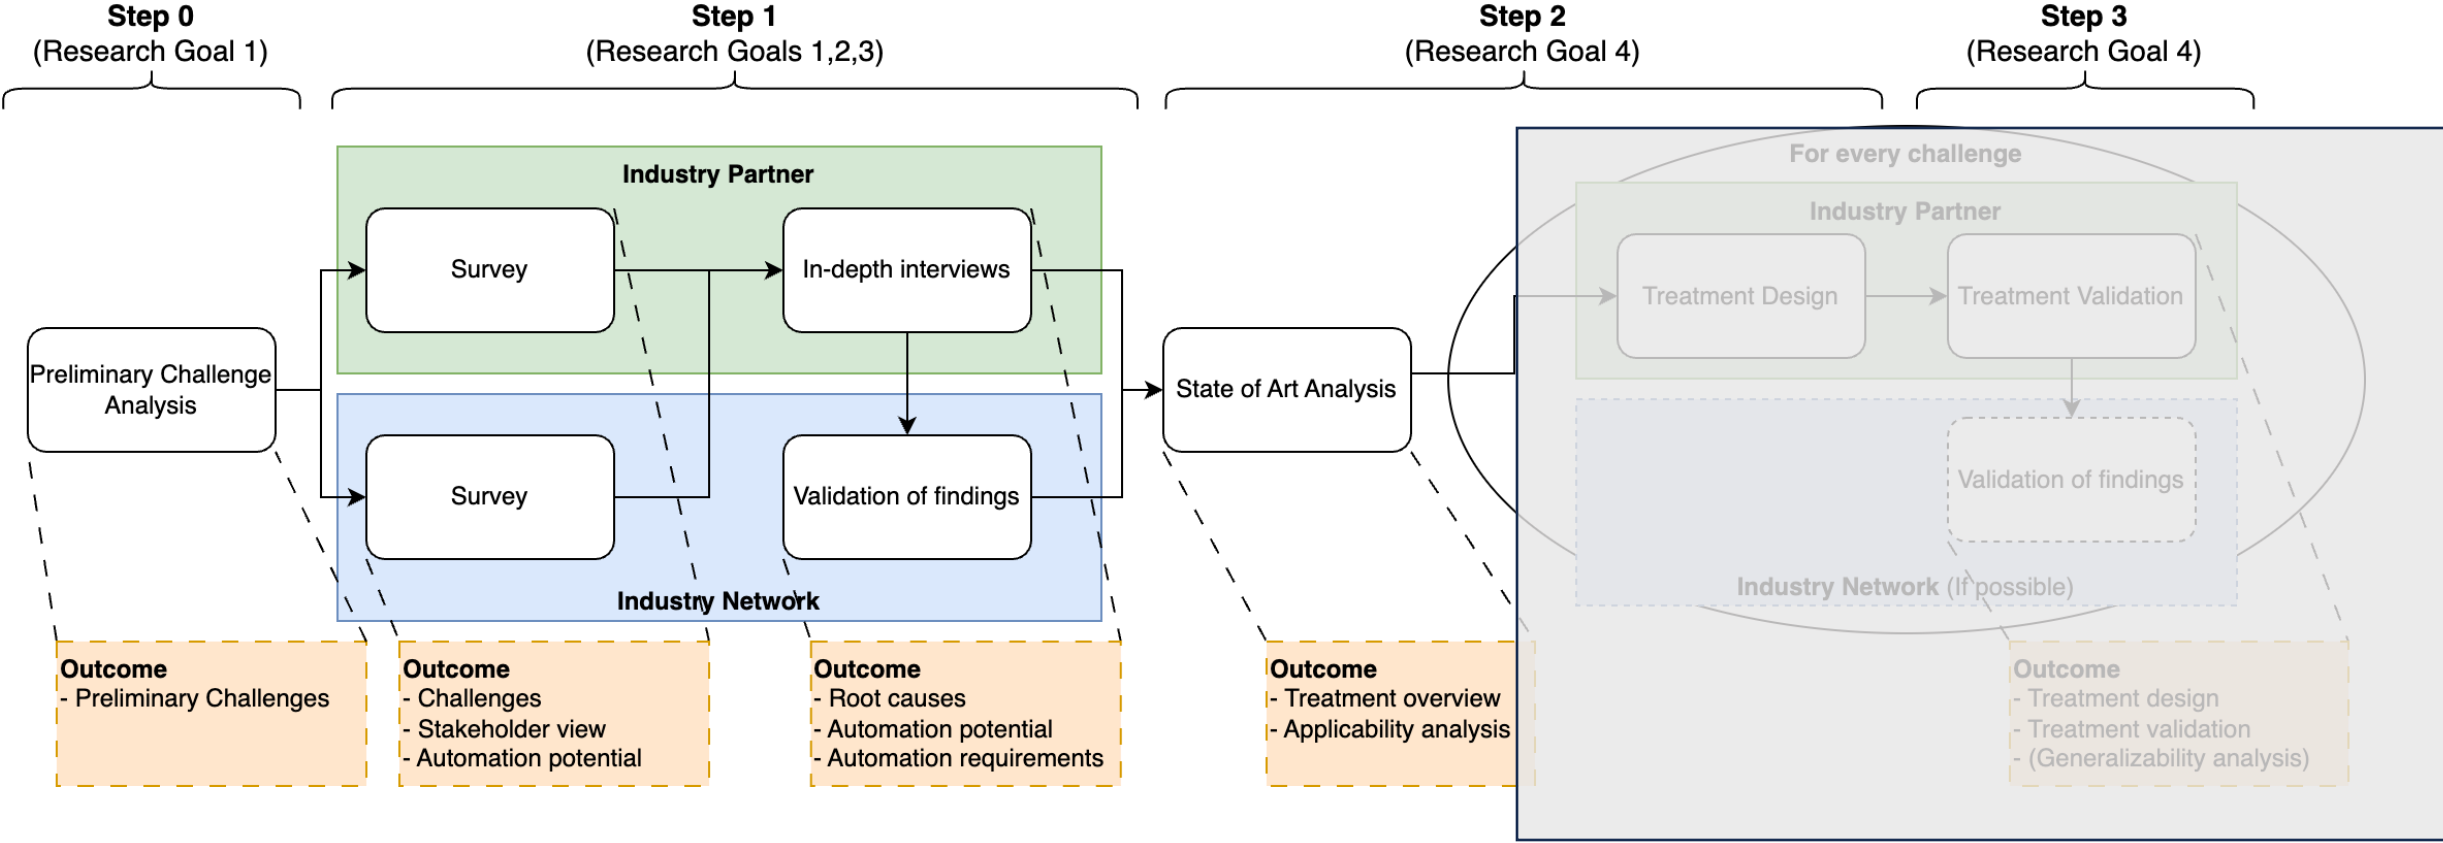 Step 0
(Research Goal 1)
Step 1
(Research Goals 1,2,3)
Step 2
(Research Goal 4)
Step 3
(Research Goal 4)
Preliminary Challenge
Analysis
Industry Partner
Survey
In-depth interviews
Survey
Validation of findings
Industry Network
State of Art Analysis
For every challenge
Industry Partner
Treatment Design
Treatment Validation
Validation of findings
Industry Network (If possible)
Outcome
- Preliminary Challenges
Outcome
- Challenges
- Stakeholder view
- Automation potential
Outcome
- Root causes
- Automation potential
- Automation requirements
Outcome
- Treatment overview
- Applicability analysis
Outcome
- Treatment design
- Treatment validation
- (Generalizability analysis)